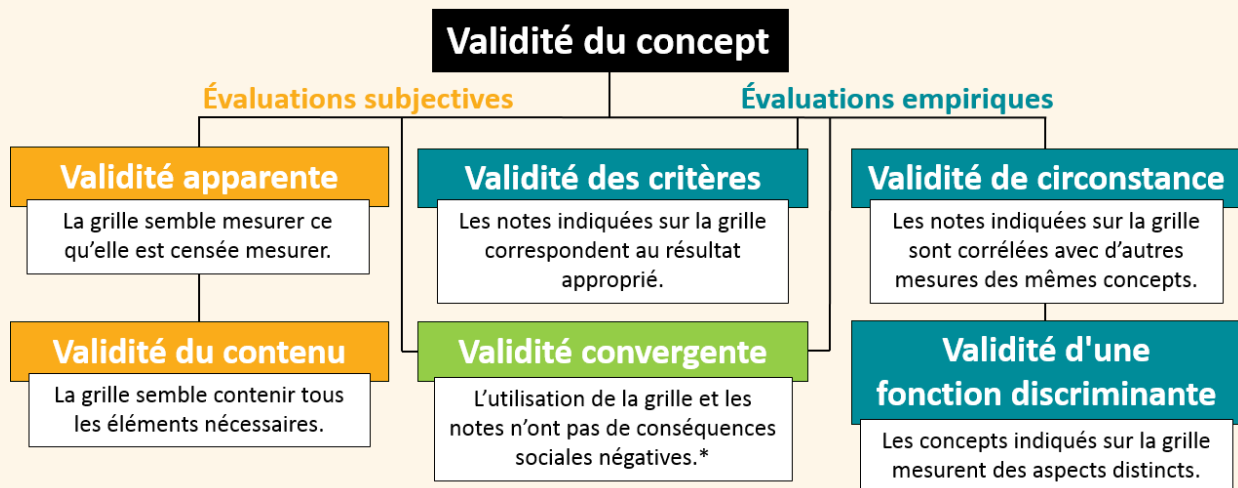 Validité du concept
Évaluations subjectives
Évaluations empiriques
Validité apparente
La grille semble mesurer ce
qu’elle est censée mesurer.
Validité des critères
Les notes indiquées sur la grille
correspondent au résultat
approprié.
Validité de circonstance
Les notes indiquées sur la grille
sont corrélées avec d’autres
mesures des mêmes concepts.
Validité du contenu
La grille semble contenir tous
les éléments nécessaires.
Validité convergente
L’utilisation de la grille et les
notes n’ont pas de conséquences
sociales négatives.*
Validité d'une
fonction discriminante
Les concepts indiqués sur la grille
mesurent des aspects distincts.